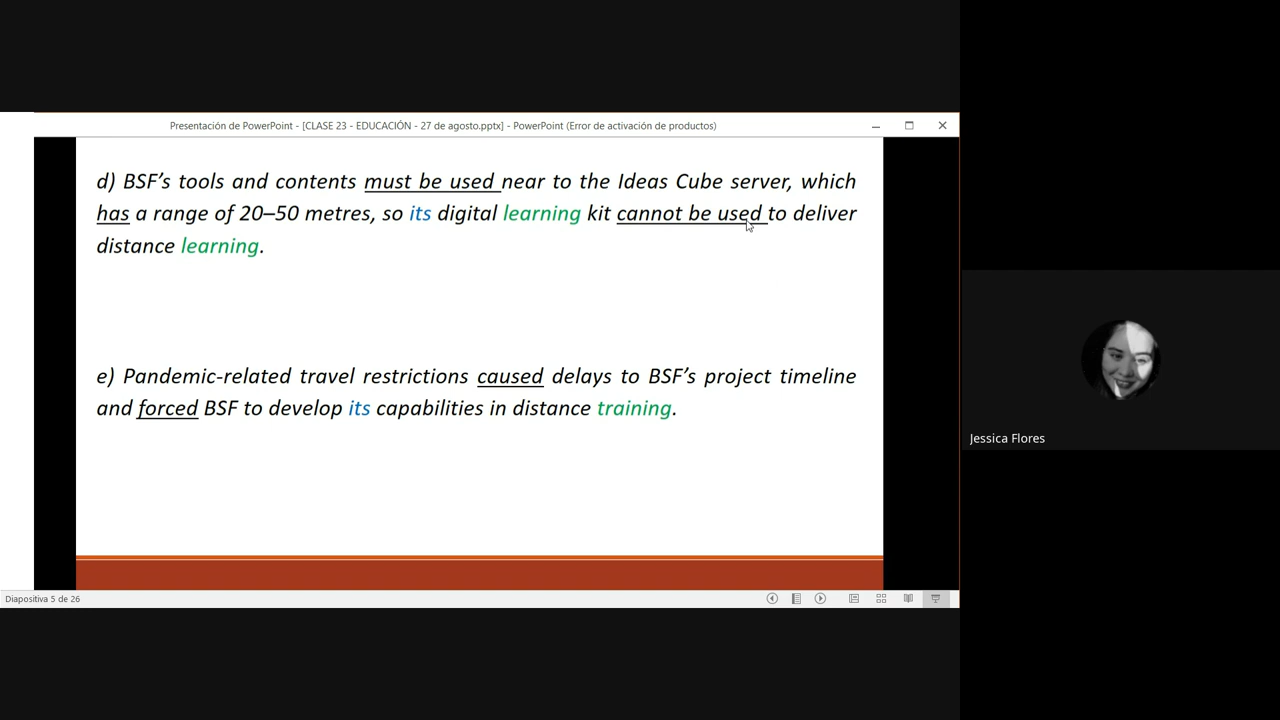 Presentación de PowerPoint - [CLASE 23 - EDUCACIÓN - 27 de agosto.pptx] - PowerPoint (Error de activación de productos)
d) BSF’s tools and contents must be used near to the Ideas Cube server, which
has a range of 20–50 metres, so its digital learning kit cannot be used to deliver
distance learning.
e) Pandemic-related travel restrictions caused delays to BSF’s project timeline
and forced BSF to develop its capabilities in distance training.
Jessica Flores
Diapositiva 5 de 26